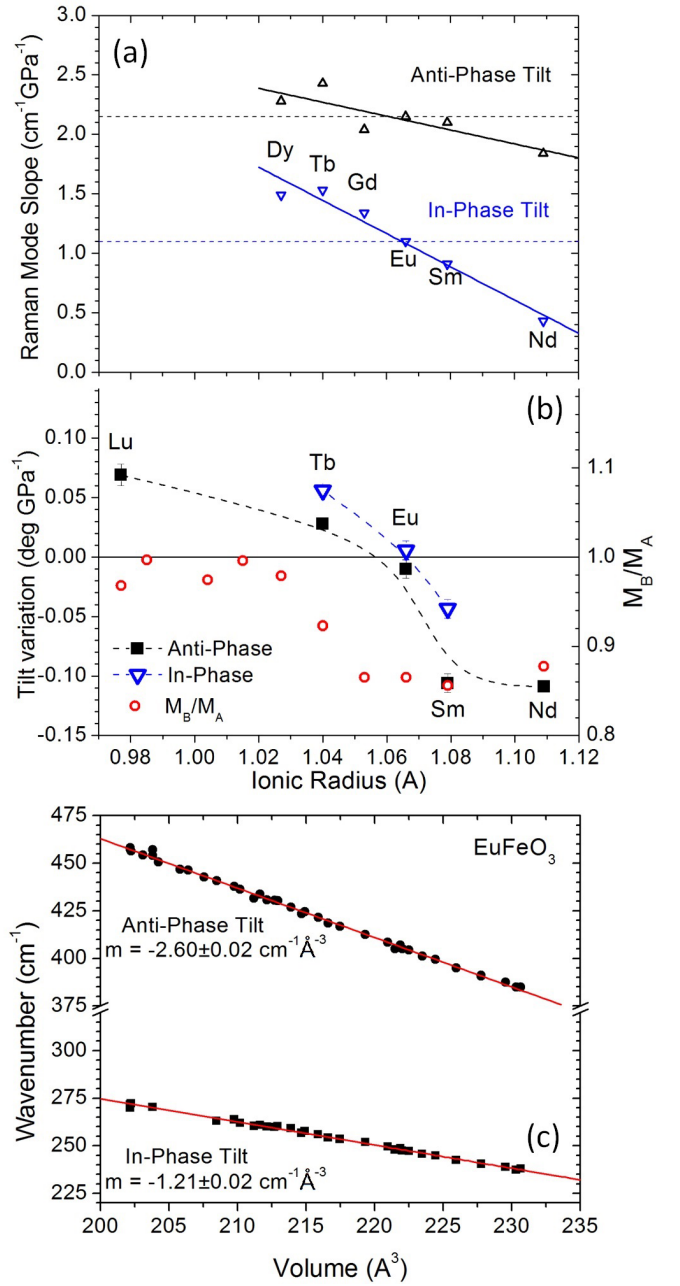 (a)
Raman Mode Slope (cm⁻¹GPa⁻¹)
3.0
2.5
2.0
1.5
1.0
0.5
0.0
Anti-Phase Tilt
Dy
Tb
Gd
In-Phase Tilt
Eu
Sm
Nd
(b)
Tilt variation (deg GPa⁻¹)
0.10
0.05
0.00
-0.05
-0.10
-0.15
Lu
Tb
Eu
Anti-Phase
In-Phase
M_B/M_A
Sm
Nd
1.1
1.0
0.9
0.8
M_B/M_A
0.98 1.00 1.02 1.04 1.06 1.08 1.10 1.12
Ionic Radius (A)
Wavenumber (cm⁻¹)
475
450
425
400
375
300
275
250
225
EuFeO₃
Anti-Phase Tilt
m = -2.60±0.02 cm⁻¹Å⁻³
In-Phase Tilt
m = -1.21±0.02 cm⁻¹Å⁻³
(c)
200 205 210 215 220 225 230 235
Volume (A³)